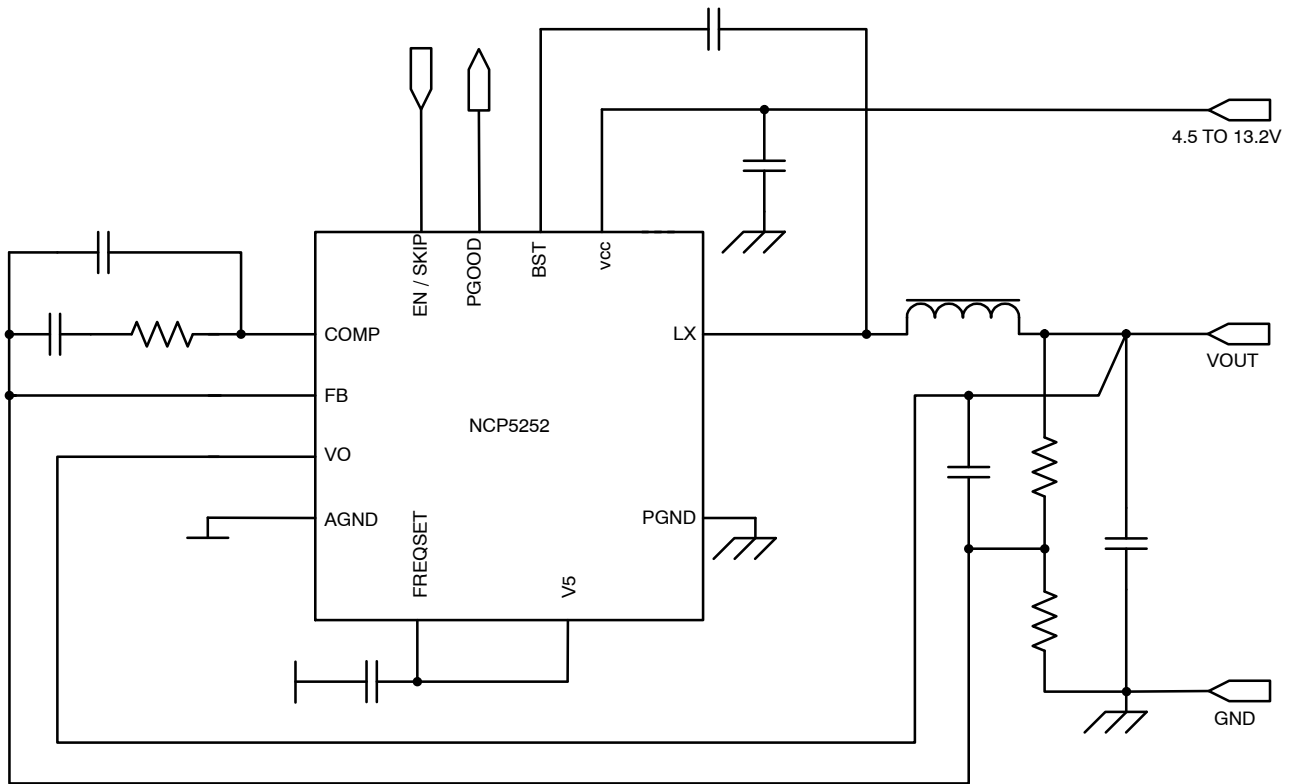 4.5 TO 13.2V
EN / SKIP
PGOOD
BST
vcc
COMP
LX
VOUT
FB
NCP5252
VO
AGND
PGND
FREQSET
V5
GND